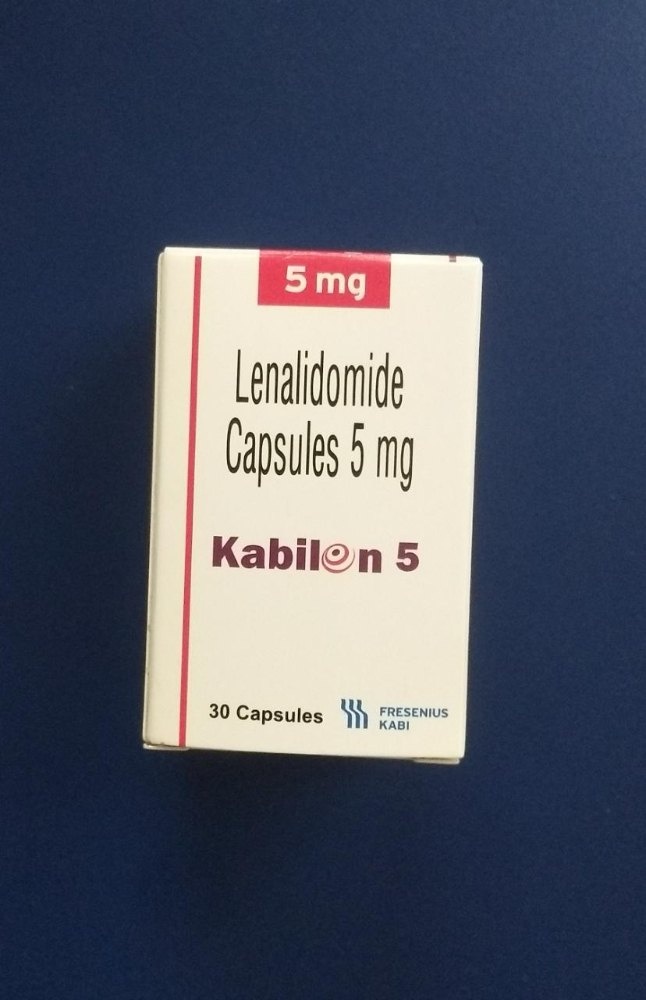 5 mg
Lenalidomide
Capsules 5 mg
Kabilon 5
30 Capsules
FRESENIUS
KABI